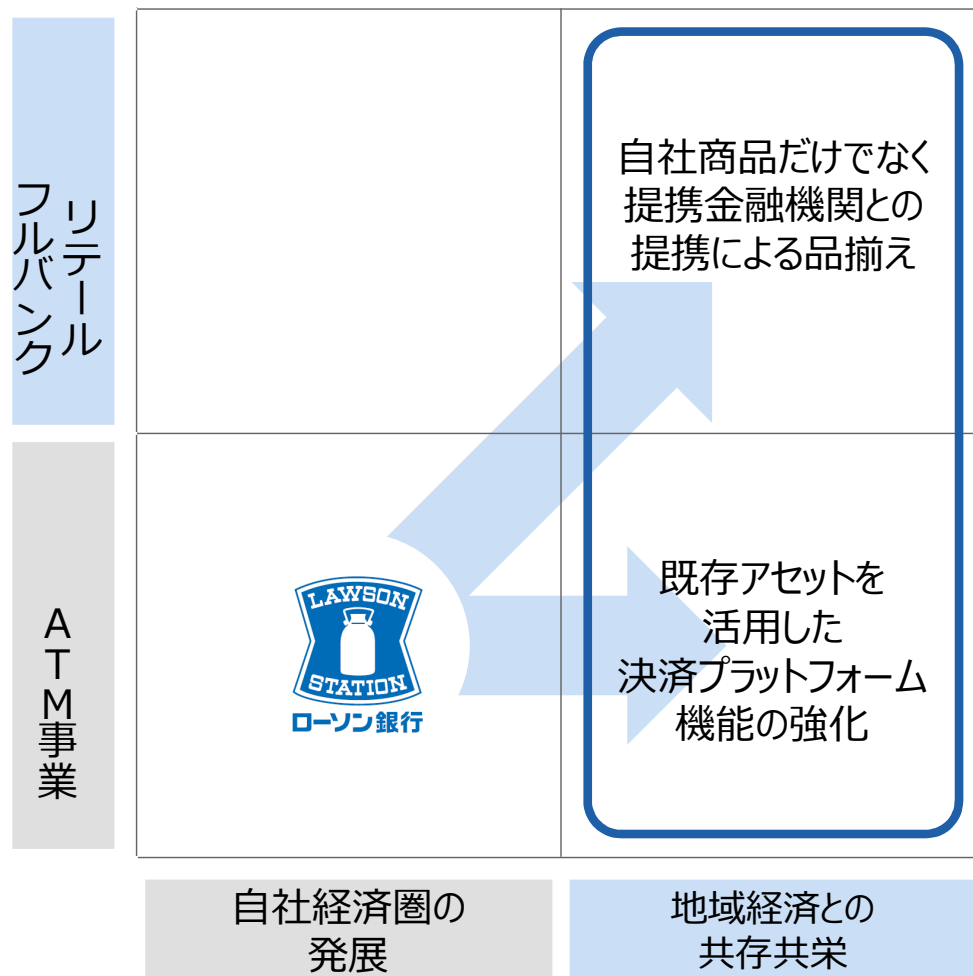 リテール
フルバンク
自社商品だけでなく
提携金融機関との
提携による品揃え
ATM事業
LAWSON
STATION
ローソン銀行
既存アセットを
活用した
決済プラットフォーム
機能の強化
自社経済圏の
発展
地域経済との
共存共栄